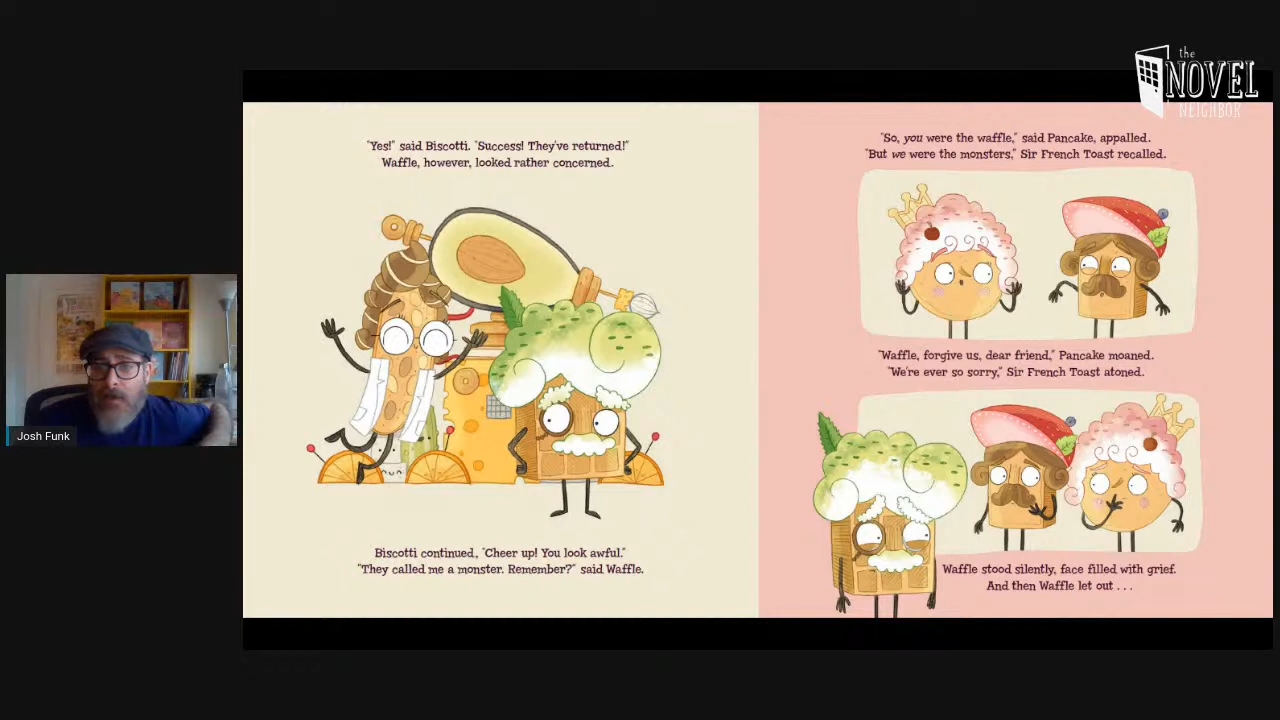 the
NOVEL
NEIGHBOR
"Yes!" said Biscotti. "Success! They've returned!"
Waffle, however, looked rather concerned.
Biscotti continued, "Cheer up! You look awful."
"They called me a monster. Remember?" said Waffle.
"So, you were the waffle," said Pancake, appalled.
"But we were the monsters," Sir French Toast recalled.
"Waffle, forgive us, dear friend," Pancake moaned.
"We're ever so sorry," Sir French Toast atoned.
Waffle stood silently, face filled with grief.
And then Waffle let out . . .
Josh Funk